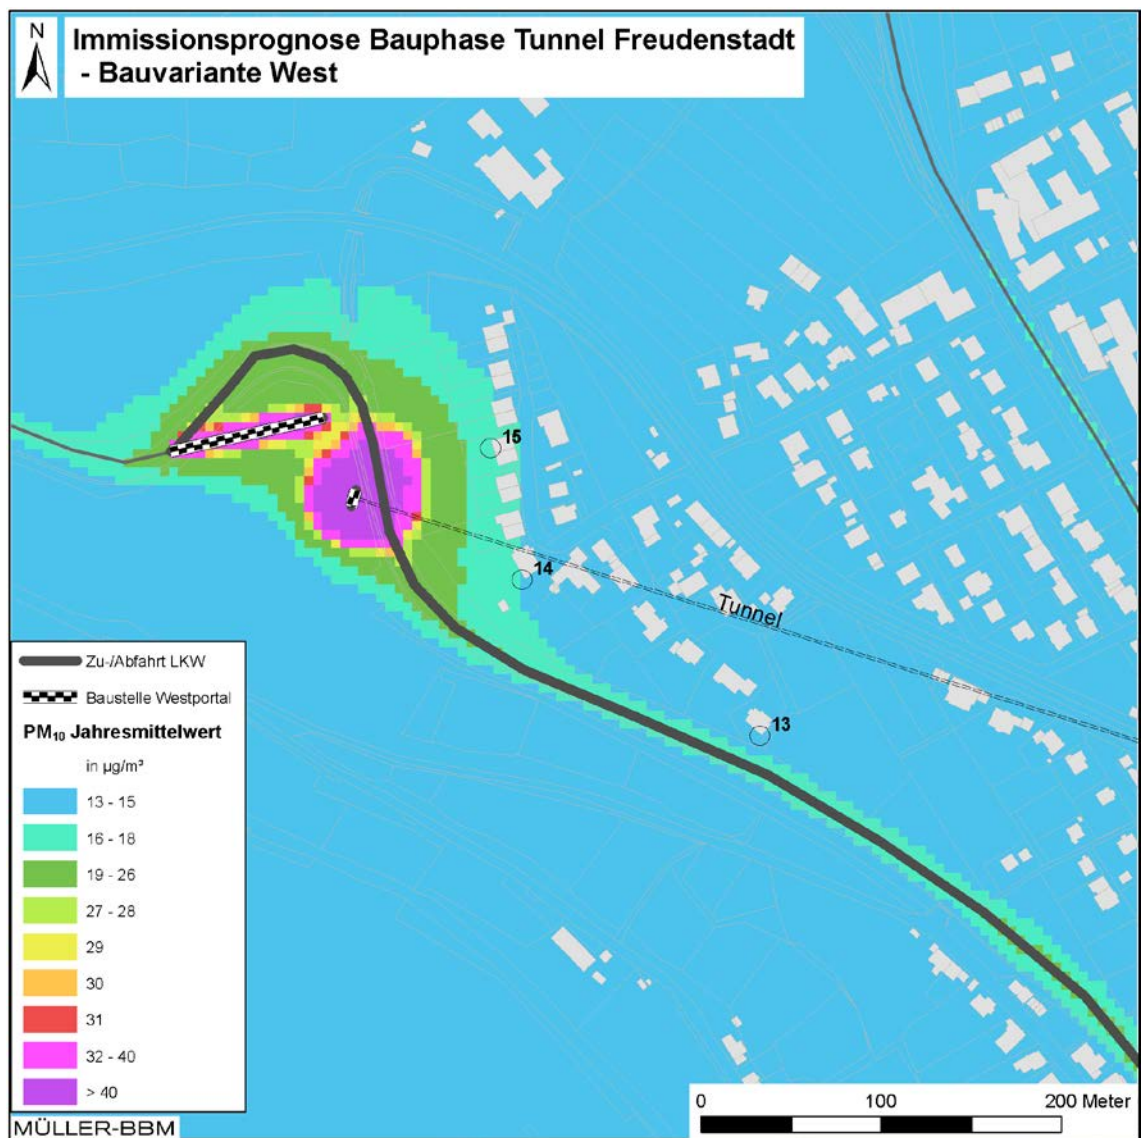 N
Immissionsprognose Bauphase Tunnel Freudenstadt
- Bauvariante West
15
14
Tunnel
13
Zu-/Abfahrt LKW
Baustelle Westportal
PM₁₀ Jahresmittelwert
in µg/m³
13 - 15
16 - 18
19 - 26
27 - 28
29
30
31
32 - 40
> 40
0 100 200 Meter
MÜLLER-BBM